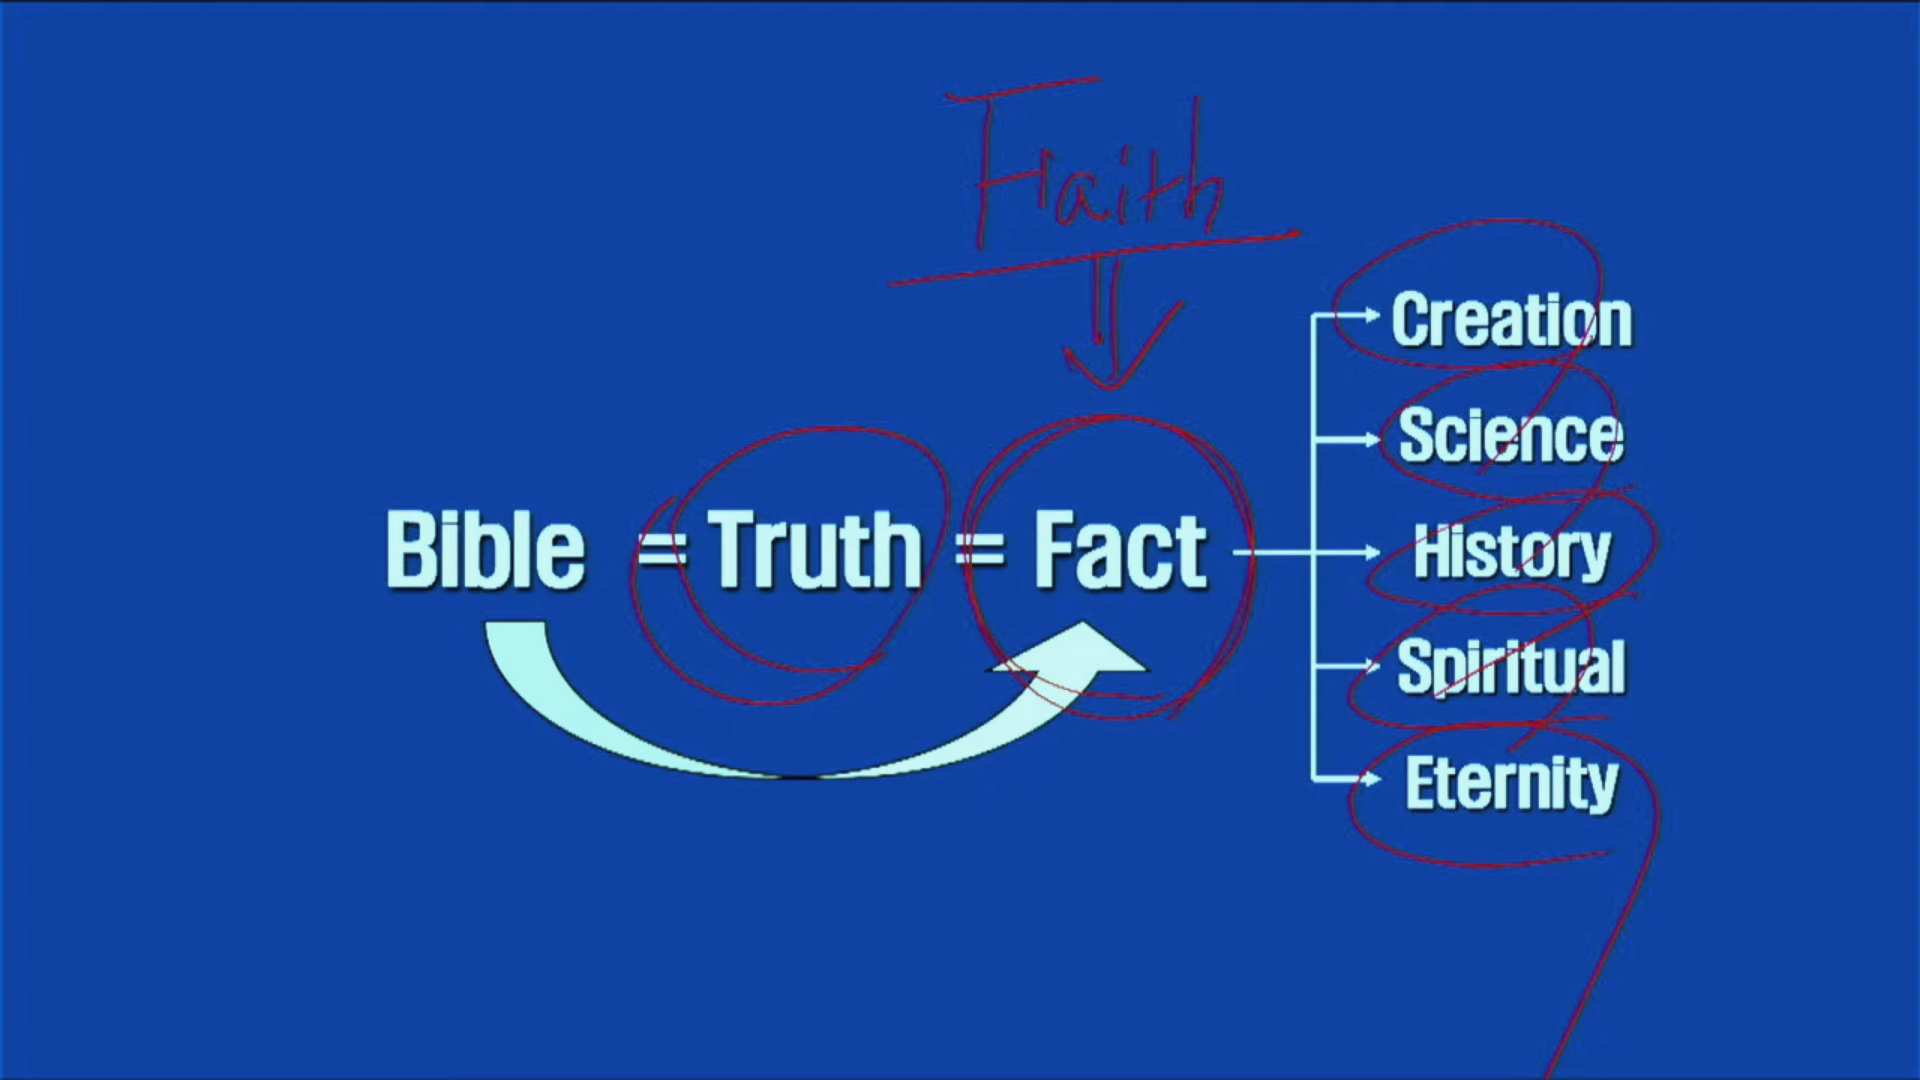 Faith
Bible = Truth = Fact
Creation
Science
History
Spiritual
Eternity